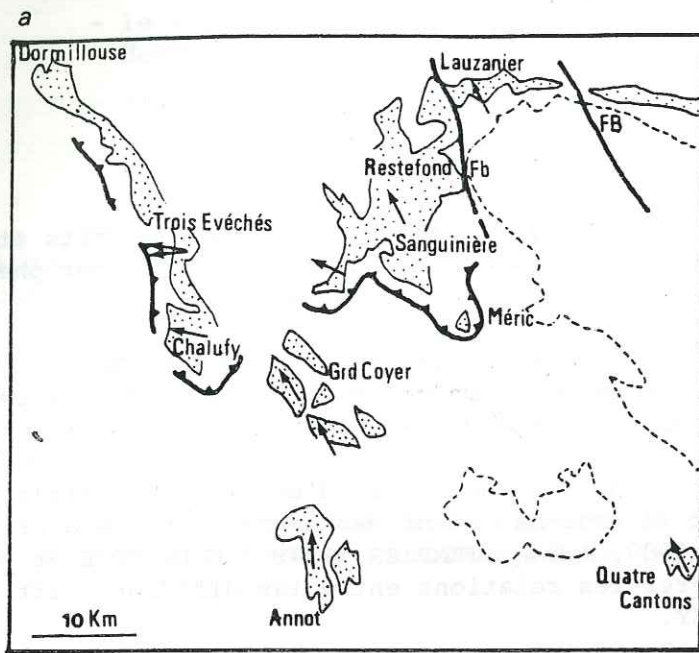 a
Dormillouse
Lauzanier
FB
Restefond
Fb
Trois Evéchés
Sanguinière
Méric
Chalufy
Grd Coyer
Quatre
Cantons
10 Km
Annot